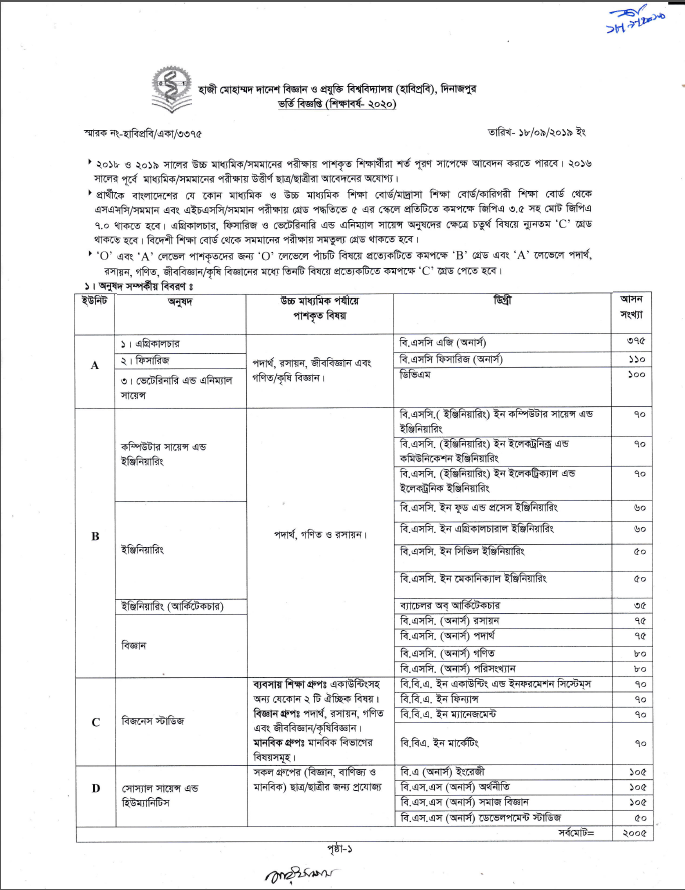 হাজী মোহাম্মদ দানেশ বিজ্ঞান ও প্রযুক্তি বিশ্ববিদ্যালয় (হাবিপ্রবি), দিনাজপুর
ভর্তি বিজ্ঞপ্তি (শিক্ষাবর্ষ- ২০২০)
স্মারক নং-হাবিপ্রবি/একা/৩৩৭৫
তারিখ- ১৮/০৯/২০১৯ ইং
২০১৮ ও ২০১৯ সালের উচ্চ মাধ্যমিক/সমমানের পরীক্ষায় পাশকৃত শিক্ষার্থীরা শর্ত পূরণ সাপেক্ষে আবেদন করতে পারবে। ২০১৬
সালের পূর্বে মাধ্যমিক/সমমানের পরীক্ষায় উত্তীর্ণ ছাত্র/ছাত্রীরা আবেদনের অযোগ্য।
প্রার্থীকে বাংলাদেশের যে কোন মাধ্যমিক ও উচ্চ মাধ্যমিক শিক্ষা বোর্ড/মাদ্রাসা শিক্ষা বোর্ড/কারিগরী শিক্ষা বোর্ড থেকে
এসএসসি/সমমান এবং এইচএসসি/সমমান পরীক্ষায় গ্রেড পদ্ধতিতে ৫ এর স্কেলে প্রতিটিতে কমপক্ষে জিপিএ ৩.৫ সহ মোট জিপিএ
৭.০ থাকতে হবে। এগ্রিকালচার, ফিসারিজ ও ভেটেরিনারি এন্ড এনিম্যাল সায়েন্স অনুষদের ক্ষেত্রে চতুর্থ বিষয়ে ন্যুনতম ‘C’ গ্রেড
থাকতে হবে। বিদেশী শিক্ষা বোর্ড থেকে সমমানের পরীক্ষায় সমতুল্য গ্রেড থাকতে হবে।
‘O’ এবং ‘A’ লেভেল পাশকৃতদের জন্য ‘O’ লেভেলে পাঁচটি বিষয়ে প্রত্যেকটিতে কমপক্ষে ‘B’ গ্রেড এবং ‘A’ লেভেলে পদার্থ,
রসায়ন, গণিত, জীববিজ্ঞান/কৃষি বিজ্ঞানের মধ্যে তিনটি বিষয়ে প্রত্যেকটিতে কমপক্ষে ‘C’ গ্রেড পেতে হবে।
১। অনুষদ সম্পর্কীয় বিবরণ ঃ
ইউনিট অনুষদ উচ্চ মাধ্যমিক পর্যায়ে ডিগ্রী আসন
পাশকৃত বিষয় সংখ্যা
১। এগ্রিকালচার বি.এসসি এজি (অনার্স) ৩৭৫
A ২। ফিসারিজ পদার্থ, রসায়ন, জীববিজ্ঞান এবং বি.এসসি ফিসারিজ (অনার্স) ১১০
৩। ভেটেরিনারি এন্ড এনিম্যাল গণিত/কৃষি বিজ্ঞান। ডিভিএম ১০০
সায়েন্স
বি.এসসি.( ইঞ্জিনিয়ারিং) ইন কম্পিউটার সায়েন্স এন্ড ৭০
ইঞ্জিনিয়ারিং
কম্পিউটার সায়েন্স এন্ড বি.এসসি. (ইঞ্জিনিয়ারিং) ইন ইলেকট্রনিক্স এন্ড ৭০
ইঞ্জিনিয়ারিং কমিউনিকেশন ইঞ্জিনিয়ারিং
বি.এসসি. (ইঞ্জিনিয়ারিং) ইন ইলেকট্রিক্যাল এন্ড ৭০
ইলেকট্রনিক ইঞ্জিনিয়ারিং
বি.এসসি. ইন ফুড এন্ড প্রসেস ইঞ্জিনিয়ারিং ৬০
B পদার্থ, গণিত ও রসায়ন। বি.এসসি. ইন এগ্রিকালচারাল ইঞ্জিনিয়ারিং ৬০
ইঞ্জিনিয়ারিং বি.এসসি. ইন সিভিল ইঞ্জিনিয়ারিং ৫০
বি.এসসি. ইন মেকানিক্যাল ইঞ্জিনিয়ারিং ৫০
ইঞ্জিনিয়ারিং (আর্কিটেকচার) ব্যাচেলর অব্ আর্কিটেকচার ৩৫
বি.এসসি. (অনার্স) রসায়ন ৭৫
বিজ্ঞান বি.এসসি. (অনার্স) পদার্থ ৭৫
বি.এসসি. (অনার্স) গণিত ৮০
বি.এসসি. (অনার্স) পরিসংখ্যান ৮০
ব্যবসায় শিক্ষা গ্রুপঃ একাউন্টিংসহ বি.বি.এ. ইন একাউন্টিং এন্ড ইনফরমেশন সিস্টেমস্ ৭০
অন্য যেকোন ২ টি ঐচ্ছিক বিষয়। বি.বি.এ. ইন ফিন্যান্স ৭০
C বিজনেস স্টাডিজ বিজ্ঞান গ্রুপঃ পদার্থ, রসায়ন, গণিত বি.বি.এ. ইন ম্যানেজমেন্ট ৭০
এবং জীববিজ্ঞান/কৃষিবিজ্ঞান।
মানবিক গ্রুপঃ মানবিক বিভাগের বি.বিএ. ইন মার্কেটিং ৭০
বিষয়সমূহ।
সকল গ্রুপের (বিজ্ঞান, বাণিজ্য ও বি.এ (অনার্স) ইংরেজী ১০৫
D সোস্যাল সায়েন্স এন্ড মানবিক) ছাত্র/ছাত্রীর জন্য প্রযোজ্য বি.এস.এস (অনার্স) অর্থনীতি ১০৫
হিউম্যানিটিস বি.এস.এস (অনার্স) সমাজ বিজ্ঞান ১০৫
বি.এস.এস (অনার্স) ডেভেলপমেন্ট স্টাডিজ ৫০
সর্বমোট= ২০০৫
পৃষ্ঠা-১